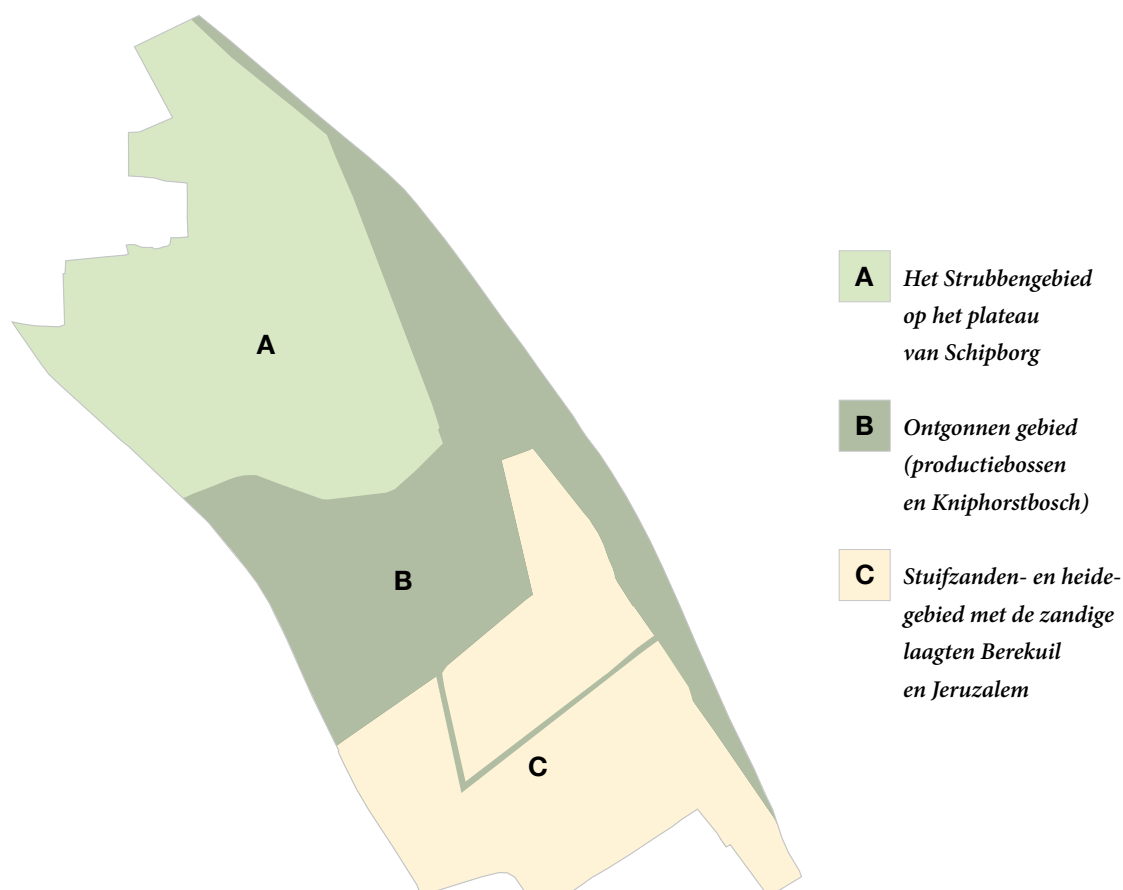 A
B
C
A Het Strubbengebied
op het plateau
van Schipborg
B Ontgonnen gebied
(productiebossen
en Kniphorstbosch)
C Stuifzanden- en heide-
gebied met de zandige
laagten Berekuil
en Jeruzalem